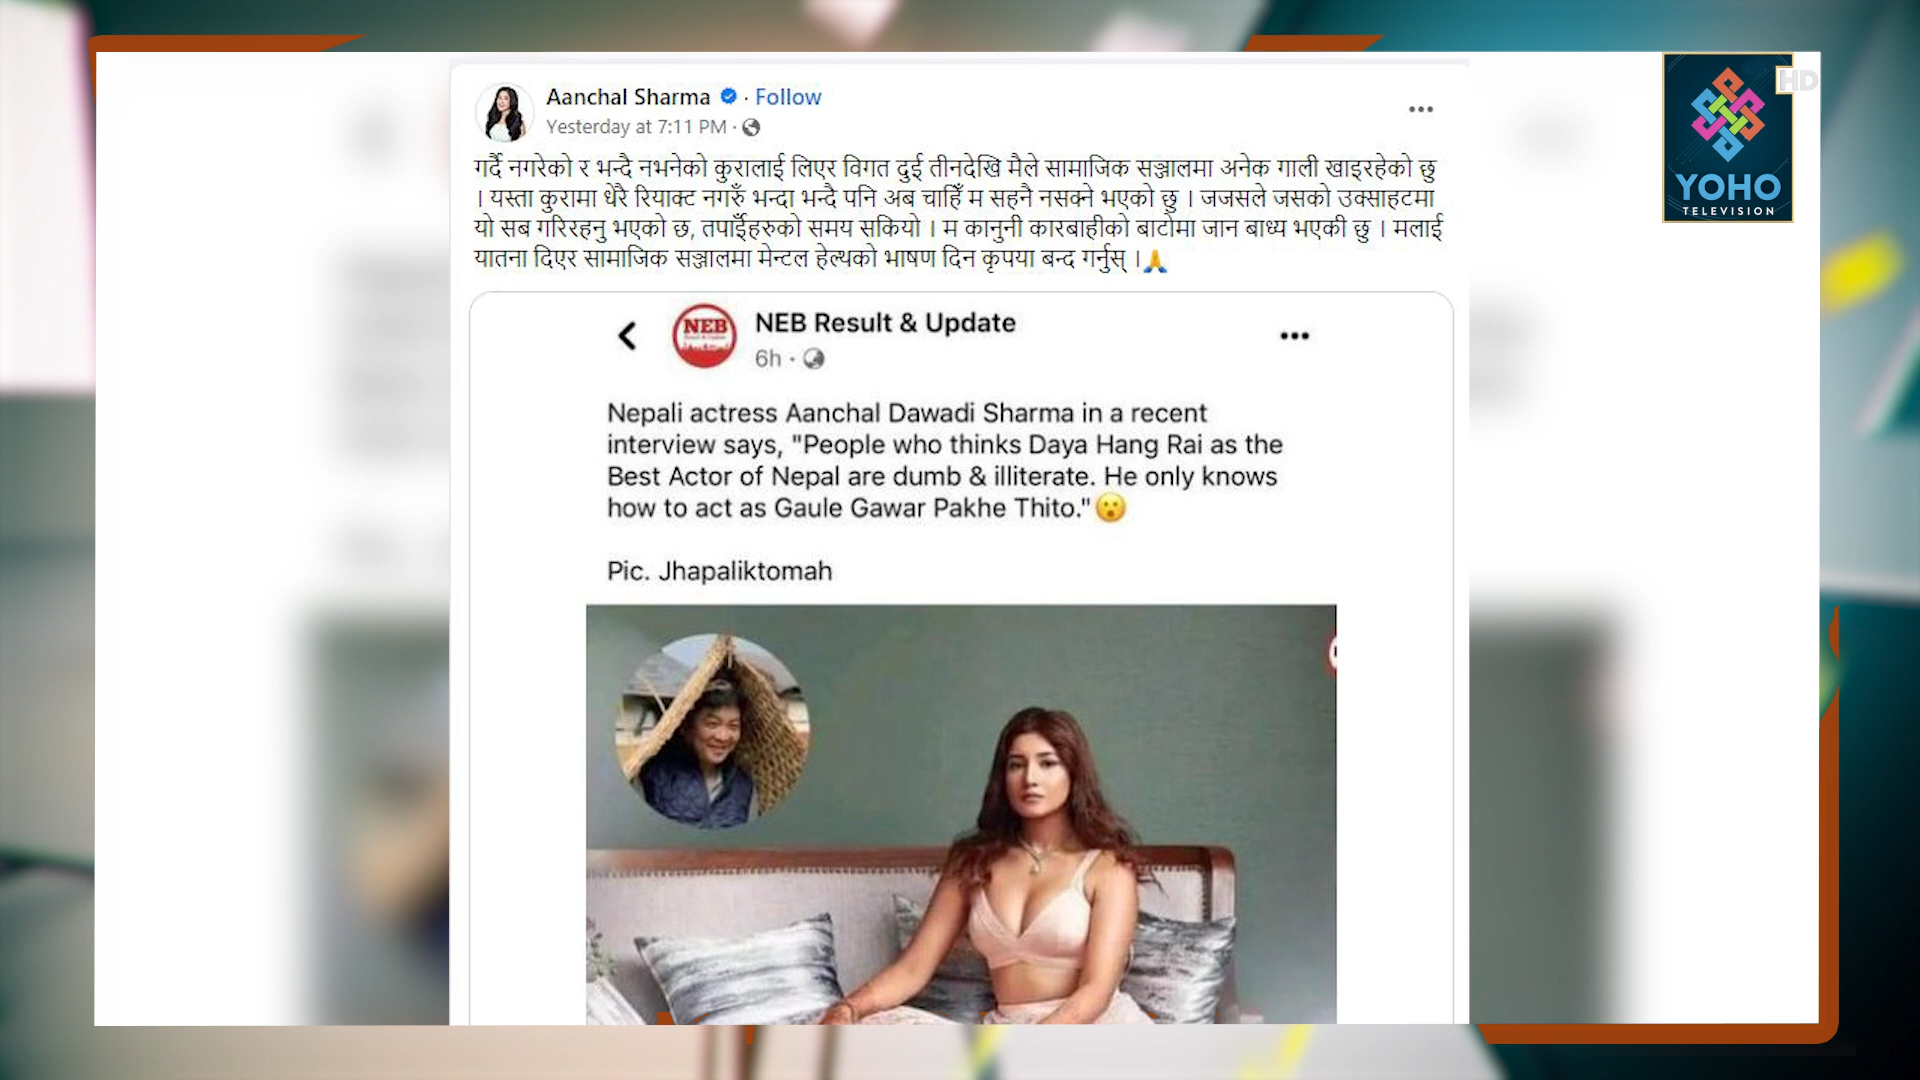 Aanchal Sharma · Follow
Yesterday at 7:11 PM ·
गर्दै नगरेको र भन्दै नभनेको कुरालाई लिएर विगत दुई तीनदेखि मैले सामाजिक सञ्जालमा अनेक गाली खाइरहेको छु
। यस्ता कुरामा धेरै रियाक्ट नगरुँ भन्दा भन्दै पनि अब चाहिँ म सहनै नसक्ने भएको छु । जजसले जसको उक्साहटमा
यो सब गरिरहनु भएको छ, तपाईँहरुको समय सकियो । म कानुनी कारबाहीको बाटोमा जान बाध्य भएकी छु । मलाई
यातना दिएर सामाजिक सञ्जालमा मेन्टल हेल्थको भाषण दिन कृपया बन्द गर्नुस् ।🙏
NEB
NEB Result & Update
6h ·
Nepali actress Aanchal Dawadi Sharma in a recent
interview says, "People who thinks Daya Hang Rai as the
Best Actor of Nepal are dumb & illiterate. He only knows
how to act as Gaule Gawar Pakhe Thito."😮
Pic. Jhapaliktomah
HD
YOHO
TELEVISION